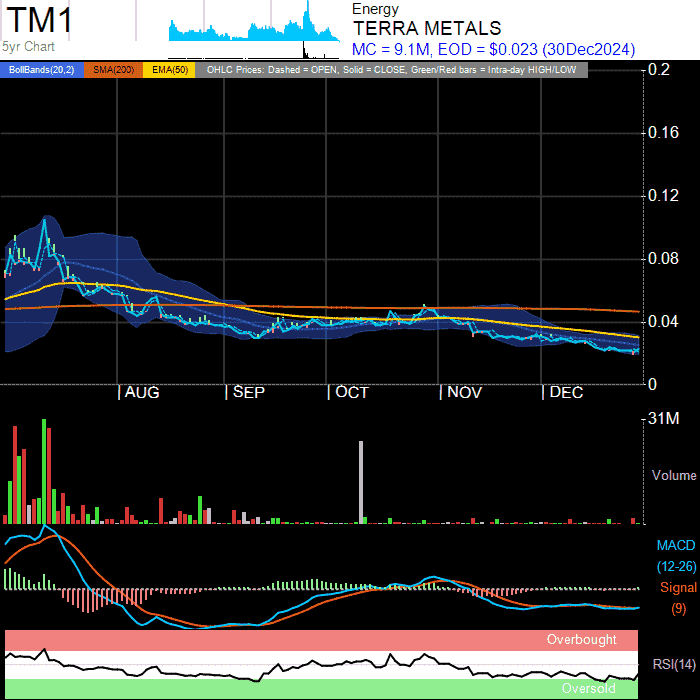 TM1
5yr Chart
Energy
TERRA METALS
MC = 9.1M, EOD = $0.023 (30Dec2024)
BollBands(20,2) SMA(200) EMA(50) OHLC Prices: Dashed = OPEN, Solid = CLOSE, Green/Red bars = Intra-day HIGH/LOW
0.2
0.16
0.12
0.08
0.04
0
AUG SEP OCT NOV DEC
31M
Volume
MACD
(12-26)
Signal
(9)
Overbought
RSI(14)
Oversold